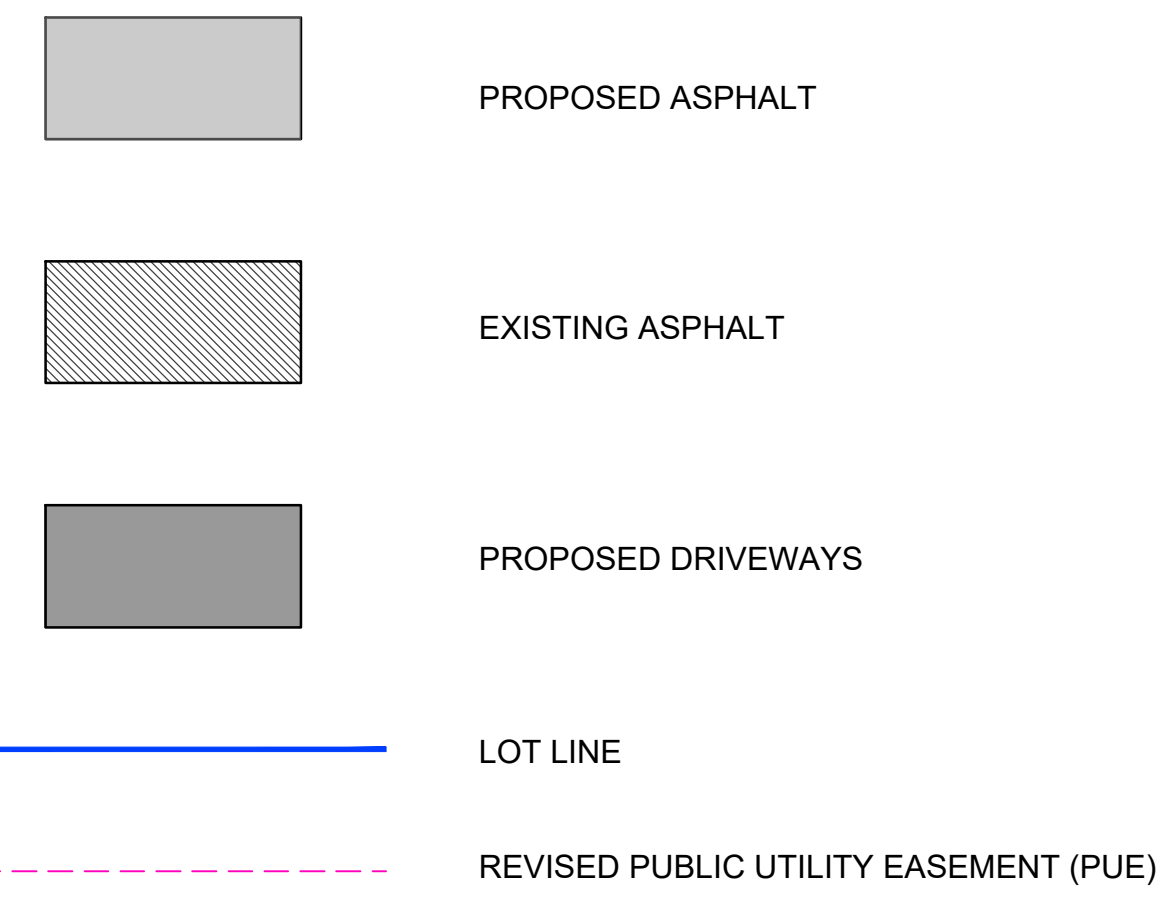 PROPOSED ASPHALT
EXISTING ASPHALT
PROPOSED DRIVEWAYS
LOT LINE
REVISED PUBLIC UTILITY EASEMENT (PUE)